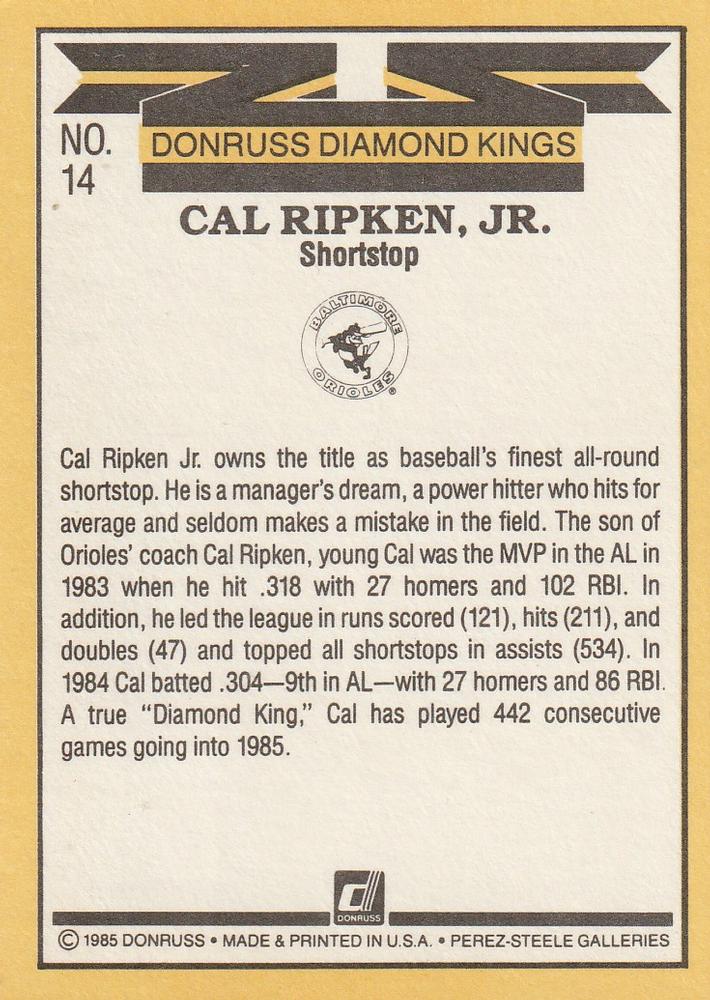 NO.
14
DONRUSS DIAMOND KINGS
CAL RIPKEN, JR.
Shortstop
BALTIMORE
ORIOLES®
Cal Ripken Jr. owns the title as baseball's finest all-round
shortstop. He is a manager's dream, a power hitter who hits for
average and seldom makes a mistake in the field. The son of
Orioles' coach Cal Ripken, young Cal was the MVP in the AL in
1983 when he hit .318 with 27 homers and 102 RBI. In
addition, he led the league in runs scored (121), hits (211), and
doubles (47) and topped all shortstops in assists (534). In
1984 Cal batted .304—9th in AL—with 27 homers and 86 RBI.
A true “Diamond King,” Cal has played 442 consecutive
games going into 1985.
d
DONRUSS
© 1985 DONRUSS • MADE & PRINTED IN U.S.A. • PEREZ-STEELE GALLERIES